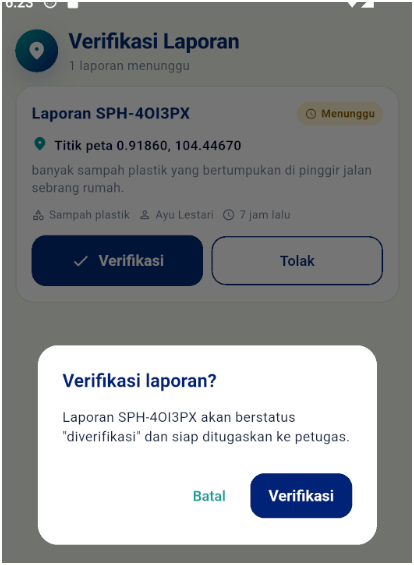 6:23
Verifikasi Laporan
1 laporan menunggu
Laporan SPH-4OI3PX
Menunggu
Titik peta 0.91860, 104.44670
banyak sampah plastik yang bertumpukan di pinggir jalan
sebrang rumah.
Sampah plastik Ayu Lestari 7 jam lalu
Verifikasi
Tolak
Verifikasi laporan?
Laporan SPH-4OI3PX akan berstatus
"diverifikasi" dan siap ditugaskan ke petugas.
Batal
Verifikasi